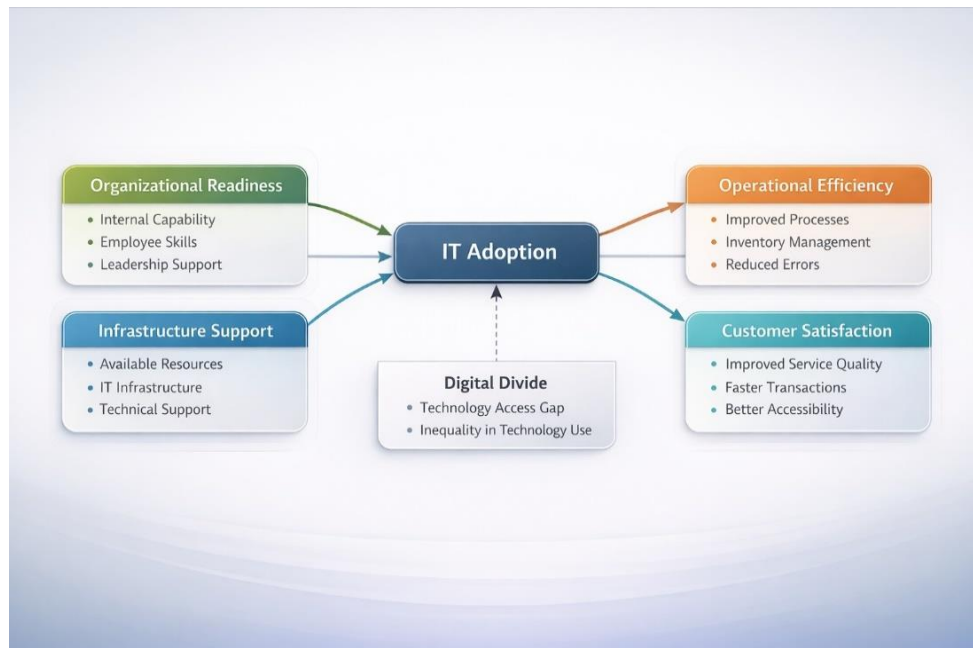 Organizational Readiness
• Internal Capability
• Employee Skills
• Leadership Support
Infrastructure Support
• Available Resources
• IT Infrastructure
• Technical Support
IT Adoption
Digital Divide
• Technology Access Gap
• Inequality in Technology Use
Operational Efficiency
• Improved Processes
• Inventory Management
• Reduced Errors
Customer Satisfaction
• Improved Service Quality
• Faster Transactions
• Better Accessibility